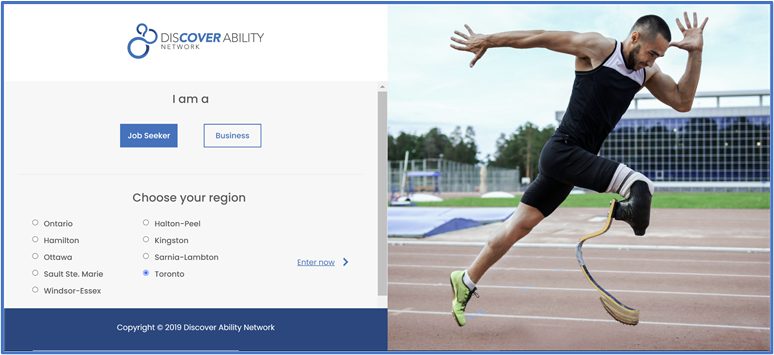 DISCOVER ABILITY
NETWORK
I am a
Job Seeker
Business
Choose your region
Ontario
Halton-Peel
Hamilton
Kingston
Ottawa
Sarnia-Lambton
Sault Ste. Marie
Toronto
Windsor-Essex
Enter now
Copyright © 2019 Discover Ability Network